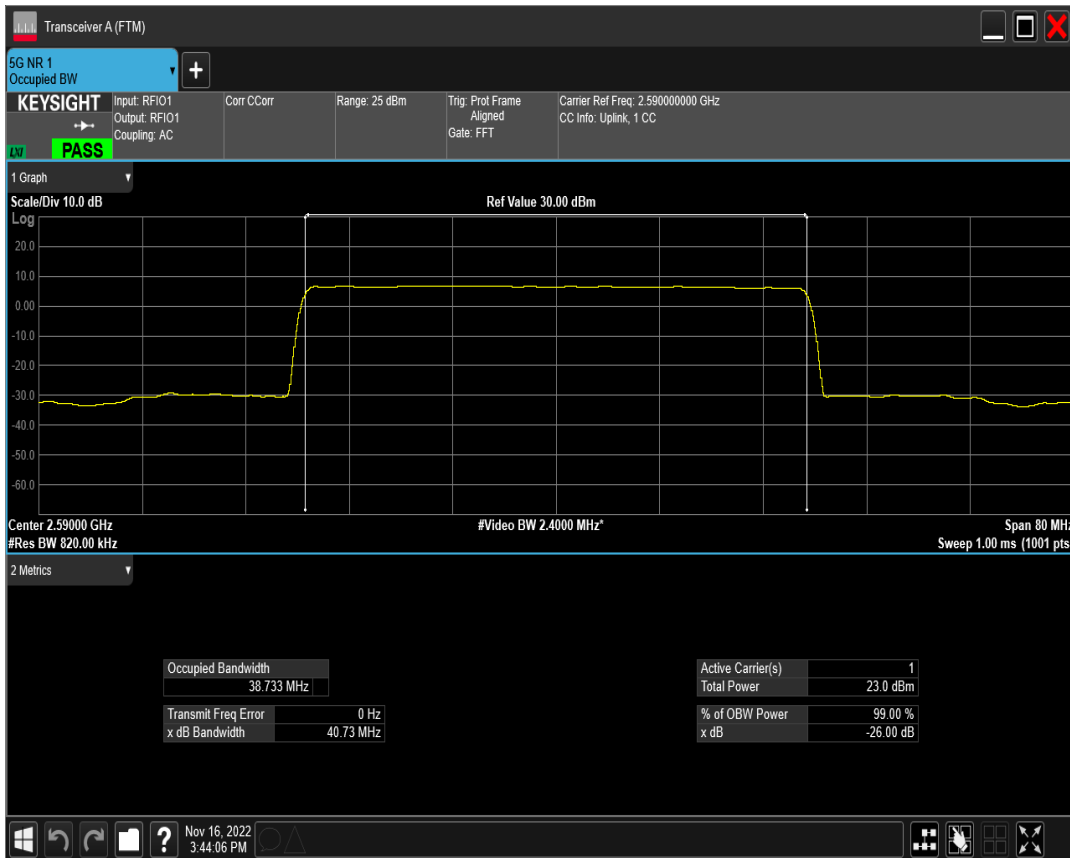 Transceiver A (FTM)
5G NR 1
Occupied BW
+
KEYSIGHT
LXI
PASS
Input: RFIO1
Output: RFIO1
Coupling: AC
Corr CCorr
Range: 25 dBm
Trig: Prot Frame
Aligned
Gate: FFT
Carrier Ref Freq: 2.590000000 GHz
CC Info: Uplink, 1 CC
1 Graph
Scale/Div 10.0 dB
Ref Value 30.00 dBm
Log
20.0
10.0
0.00
-10.0
-20.0
-30.0
-40.0
-50.0
-60.0
Center 2.59000 GHz
#Video BW 2.4000 MHz*
Span 80 MHz
#Res BW 820.00 kHz
Sweep 1.00 ms (1001 pts
2 Metrics
Occupied Bandwidth
38.733 MHz
Transmit Freq Error 0 Hz
x dB Bandwidth 40.73 MHz
Active Carrier(s) 1
Total Power 23.0 dBm
% of OBW Power 99.00 %
x dB -26.00 dB
?
Nov 16, 2022
3:44:06 PM